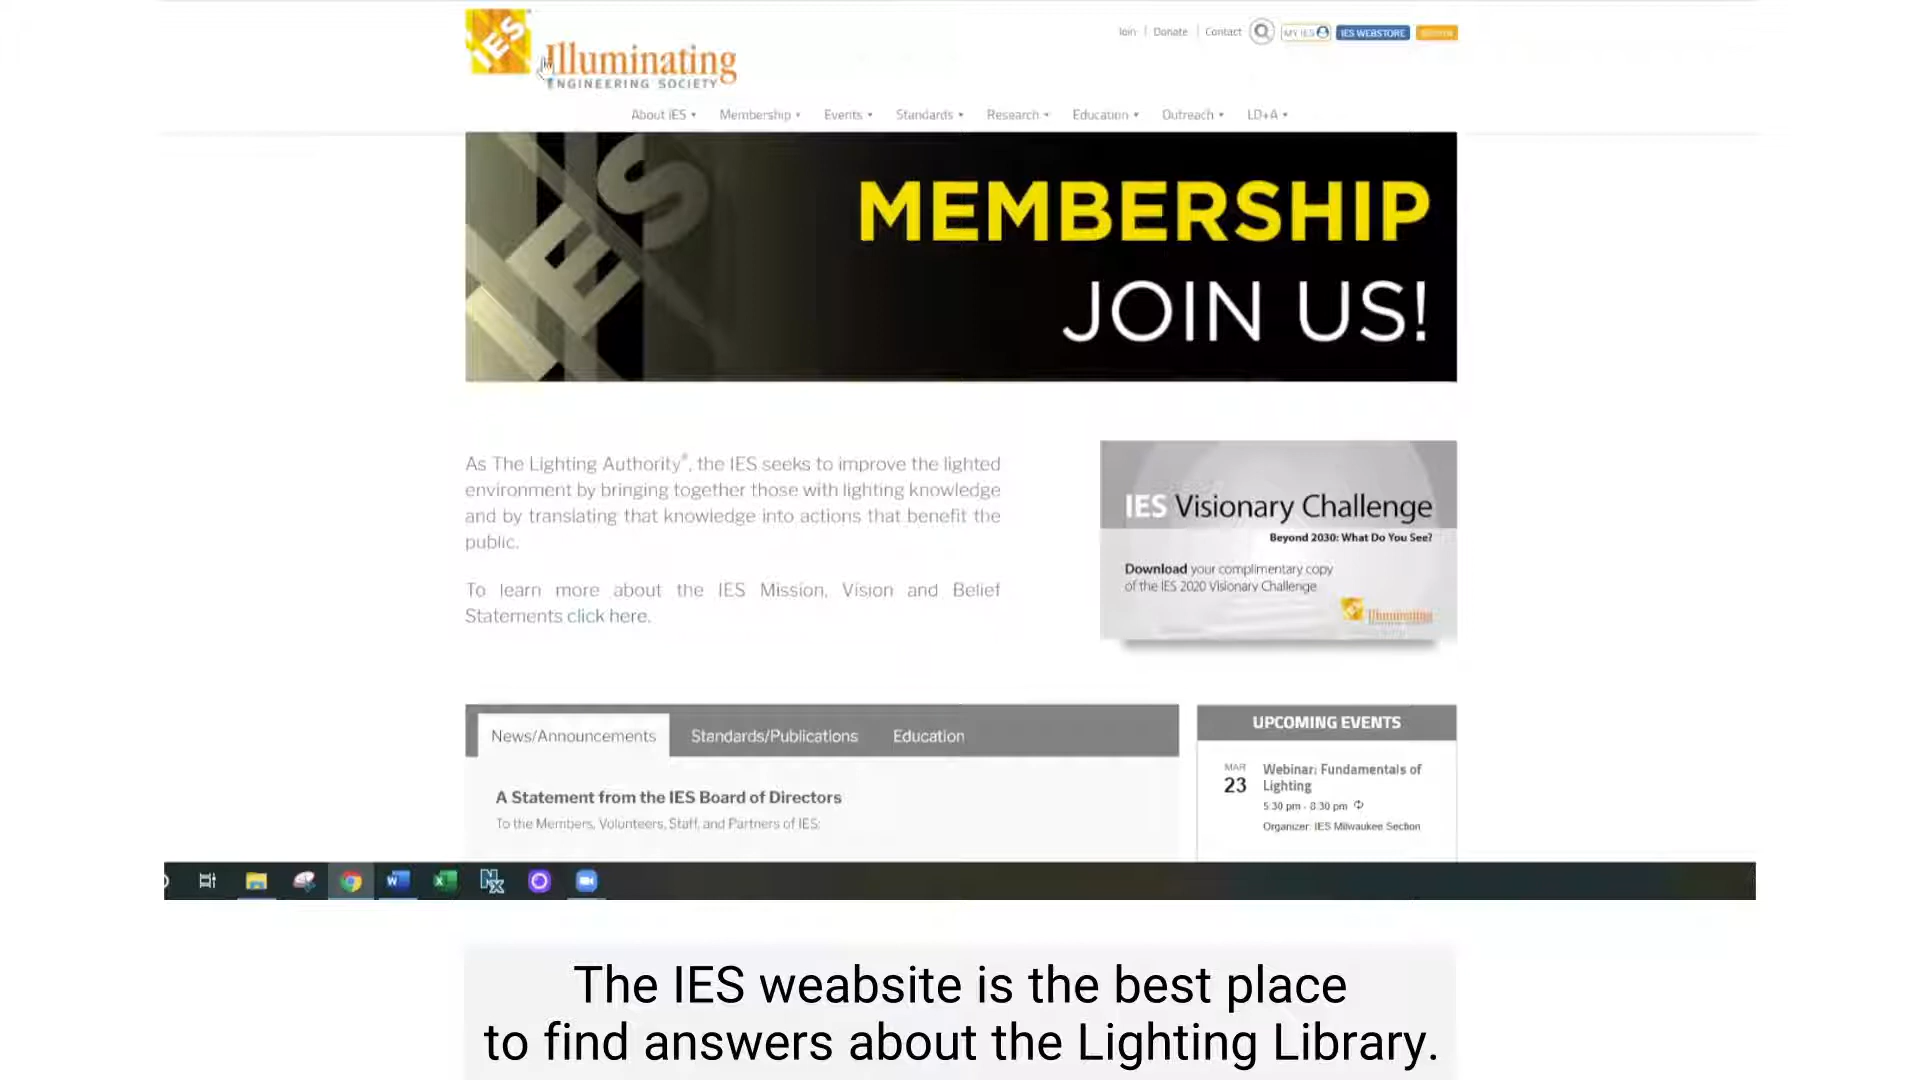 IES
Illuminating
ENGINEERING SOCIETY
Join | Donate | Contact MY IES IES WEBSTORE
About IES Membership Events Standards Research Education Outreach LD+A
IES
MEMBERSHIP
JOIN US!
As The Lighting Authority®, the IES seeks to improve the lighted
environment by bringing together those with lighting knowledge
and by translating that knowledge into actions that benefit the
public.
To learn more about the IES Mission, Vision and Belief
Statements click here.
IES Visionary Challenge
Beyond 2030: What Do You See?
Download your complimentary copy
of the IES 2020 Visionary Challenge
IES Illuminating
News/Announcements Standards/Publications Education
A Statement from the IES Board of Directors
To the Members, Volunteers, Staff, and Partners of IES:
UPCOMING EVENTS
MAR
23
Webinar: Fundamentals of
Lighting
5:30 pm - 8:30 pm
Organizer: IES Milwaukee Section
The IES weabsite is the best place
to find answers about the Lighting Library.